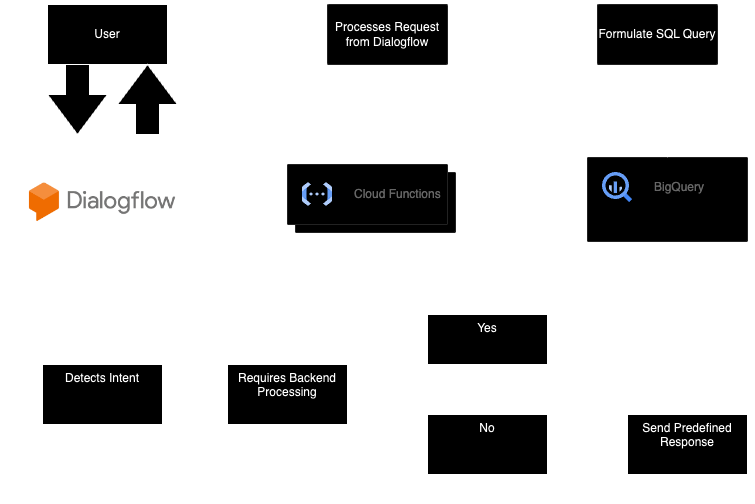 User
Processes Request
from Dialogflow
Formulate SQL Query
Dialogflow
Cloud Functions
BigQuery
Yes
Detects Intent
Requires Backend
Processing
No
Send Predefined
Response